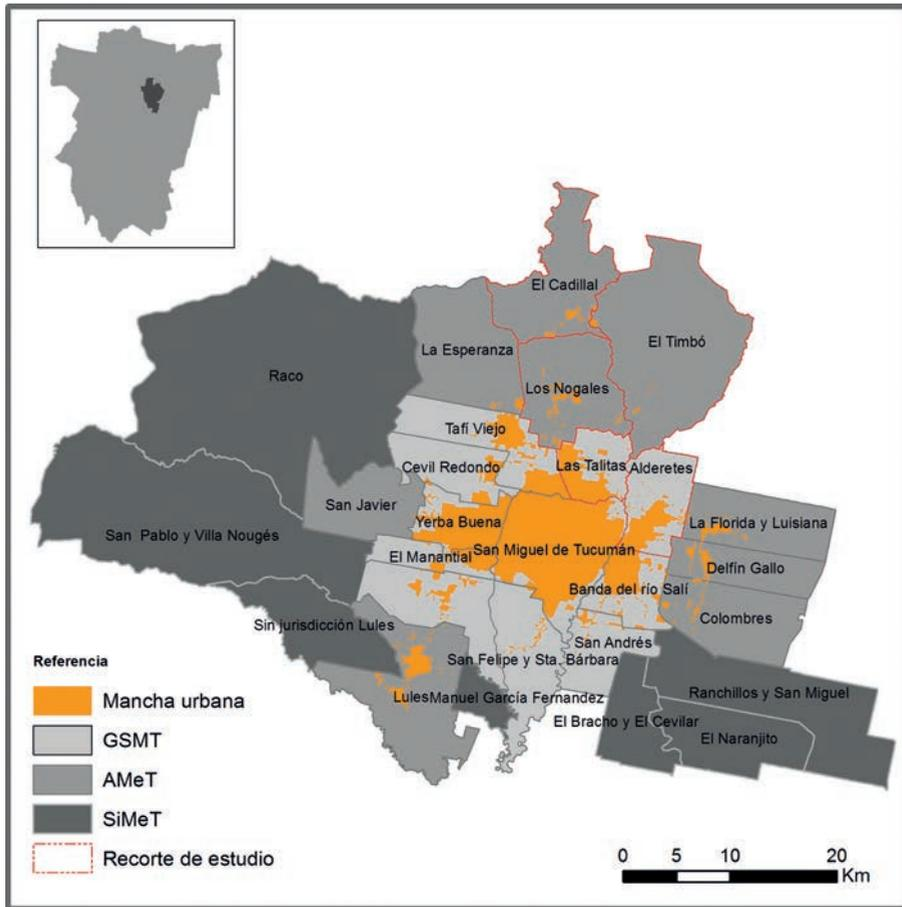 El Cadillal
El Timbó
La Esperanza
Raco
Los Nogales
Tafí Viejo
Cevil Redondo
Las Talitas
Alderetes
San Javier
Yerba Buena
La Florida y Luisiana
San Pablo y Villa Nougés
San Miguel de Tucumán
El Manantial
Delfín Gallo
Banda del río Salí
Colombres
Sin jurisdicción Lules
San Andrés
San Felipe y Sta. Bárbara
Lules
Manuel García Fernandez
Ranchillos y San Miguel
El Bracho y El Cevilar
El Naranjito
Referencia
Mancha urbana
GSMT
AMeT
SiMeT
Recorte de estudio
0 5 10 20
Km